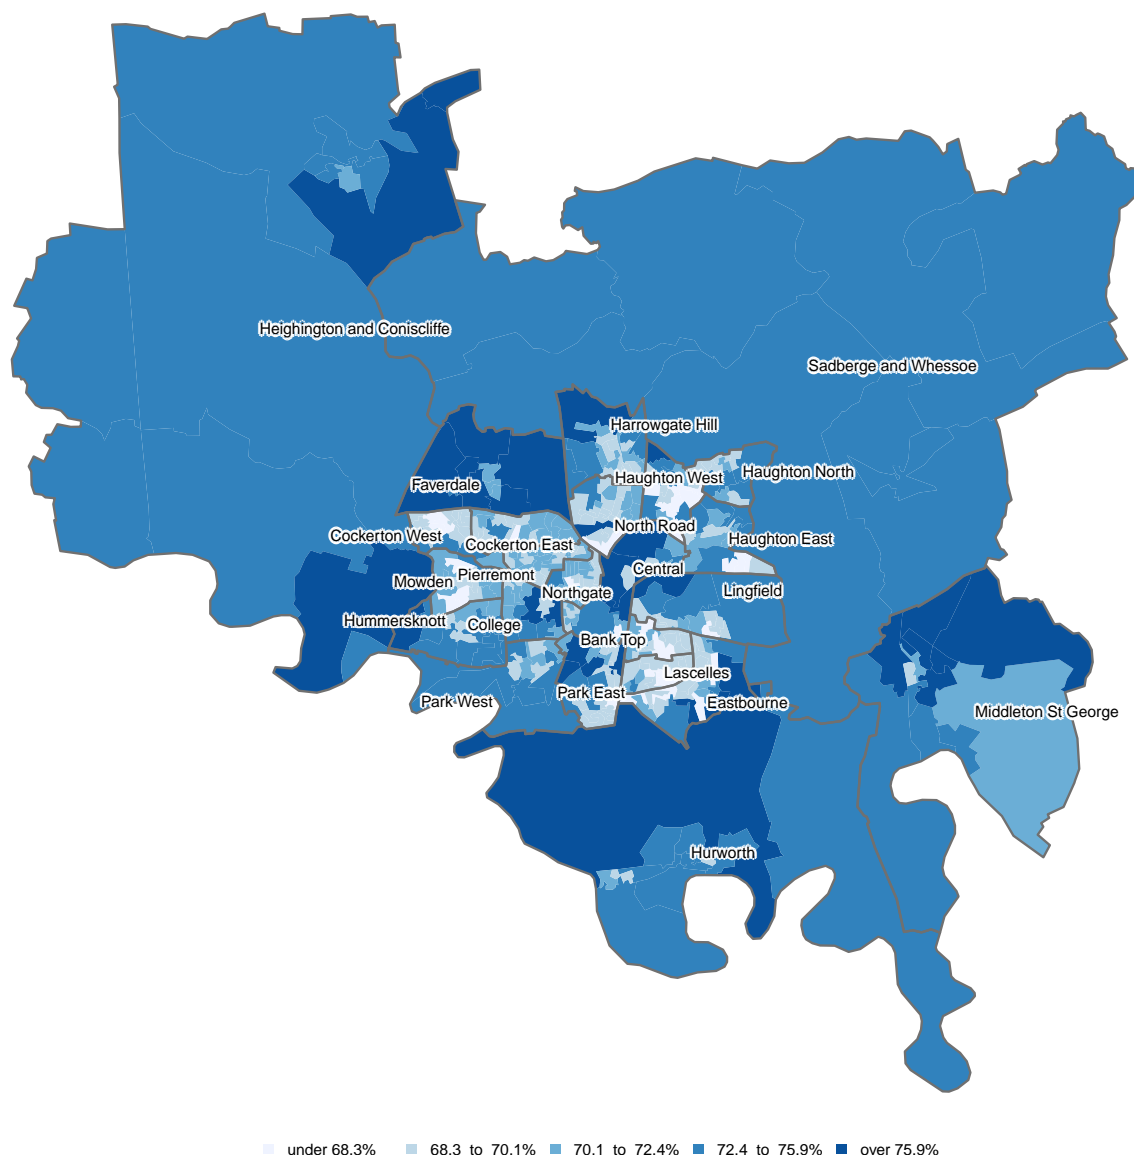 Heighington and Coniscliffe
Sadberge and Whessoe
Harrowgate Hill
Haughton West
Haughton North
Faverdale
North Road
Cockerton West
Cockerton East
Haughton East
Central
Mowden
Pierremont
Northgate
Lingfield
Hummersknott
College
Bank Top
Lascelles
Park West
Park East
Eastbourne
Middleton St George
Hurworth
under 68.3% 68.3 to 70.1% 70.1 to 72.4% 72.4 to 75.9% over 75.9%